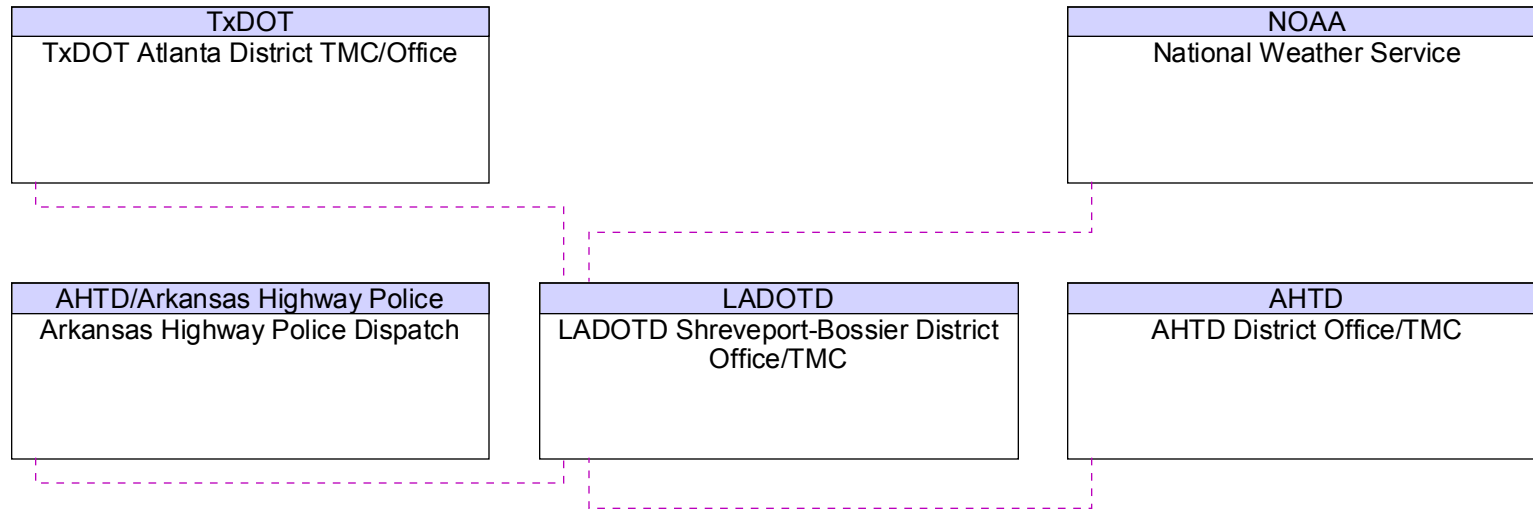 TxDOT
TxDOT Atlanta District TMC/Office
NOAA
National Weather Service
AHTD/Arkansas Highway Police
Arkansas Highway Police Dispatch
LADOTD
LADOTD Shreveport-Bossier District
Office/TMC
AHTD
AHTD District Office/TMC